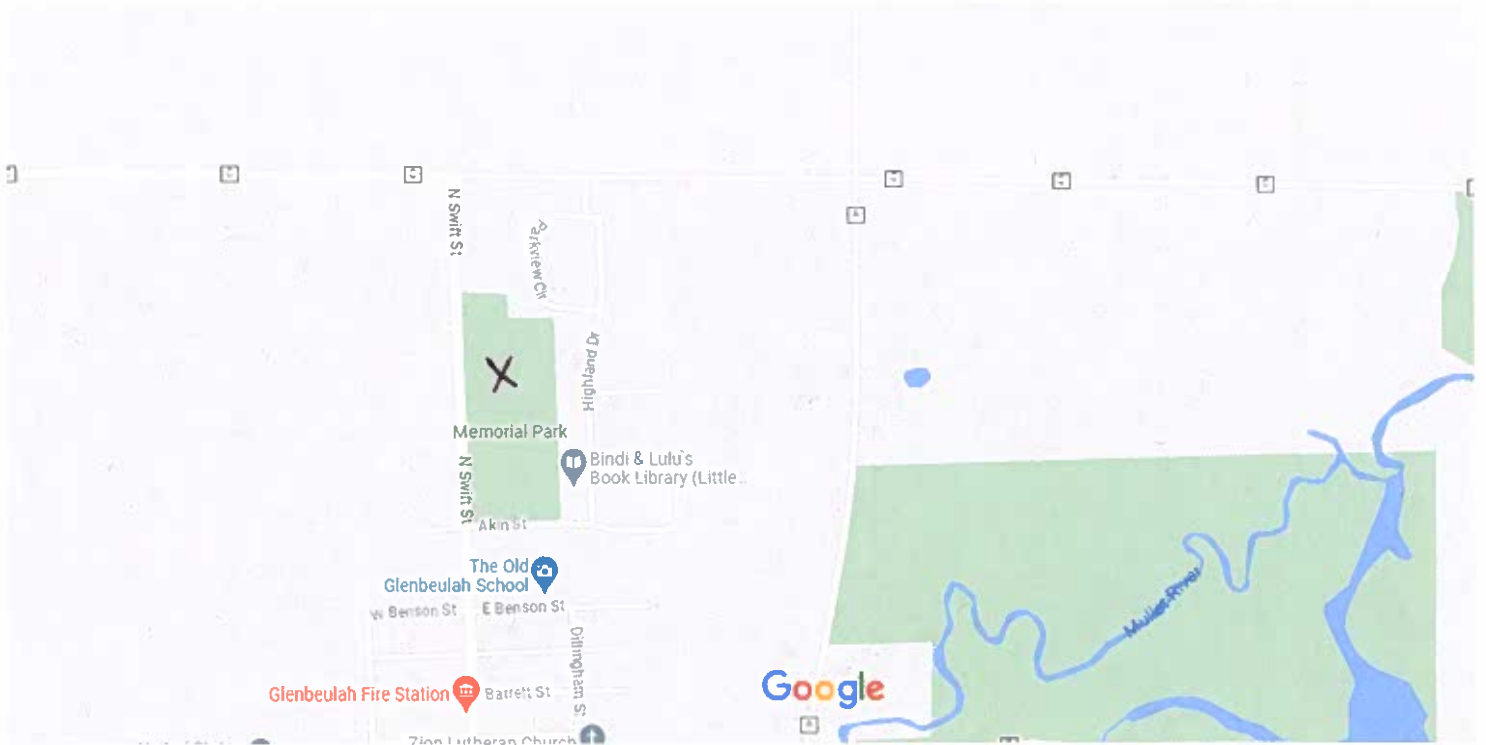 N Swift St
Parkview Cir
Highland Dr
X
Memorial Park
Bindi & Lulu's
Book Library (Little...
N Swift St
Akin St
The Old
Glenbeulah School
W Benson St
E Benson St
Mullet River
Dillingham St
Google
Glenbeulah Fire Station
Barrett St
Zion Lutheran Church